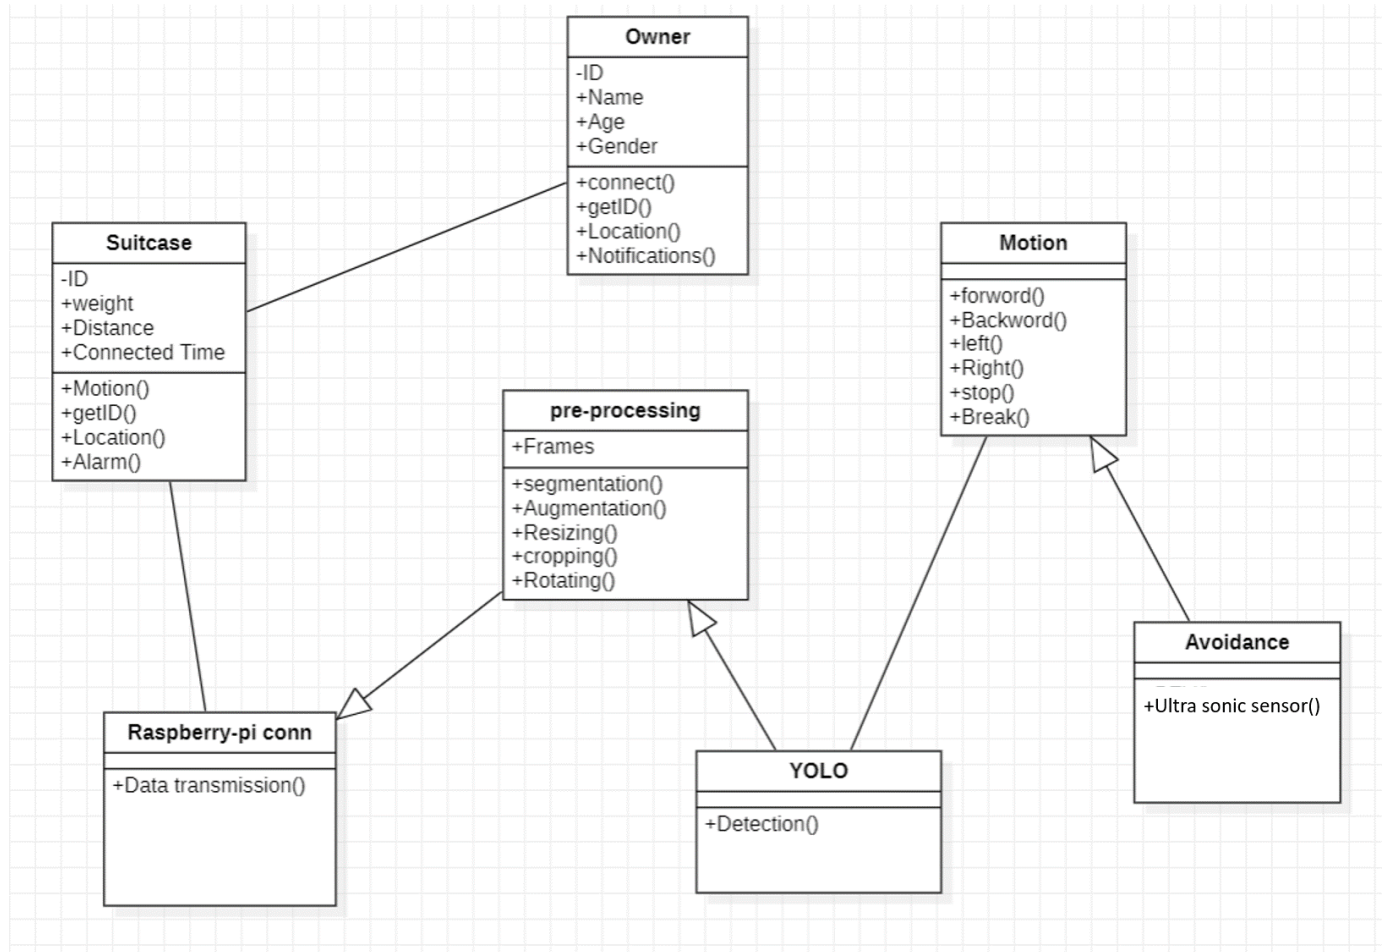 Owner
-ID
+Name
+Age
+Gender
+connect()
+getID()
+Location()
+Notifications()
Suitcase
-ID
+weight
+Distance
+Connected Time
+Motion()
+getID()
+Location()
+Alarm()
Motion
+forword()
+Backword()
+left()
+Right()
+stop()
+Break()
pre-processing
+Frames
+segmentation()
+Augmentation()
+Resizing()
+cropping()
+Rotating()
Avoidance
+Ultra sonic sensor()
Raspberry-pi conn
+Data transmission()
YOLO
+Detection()